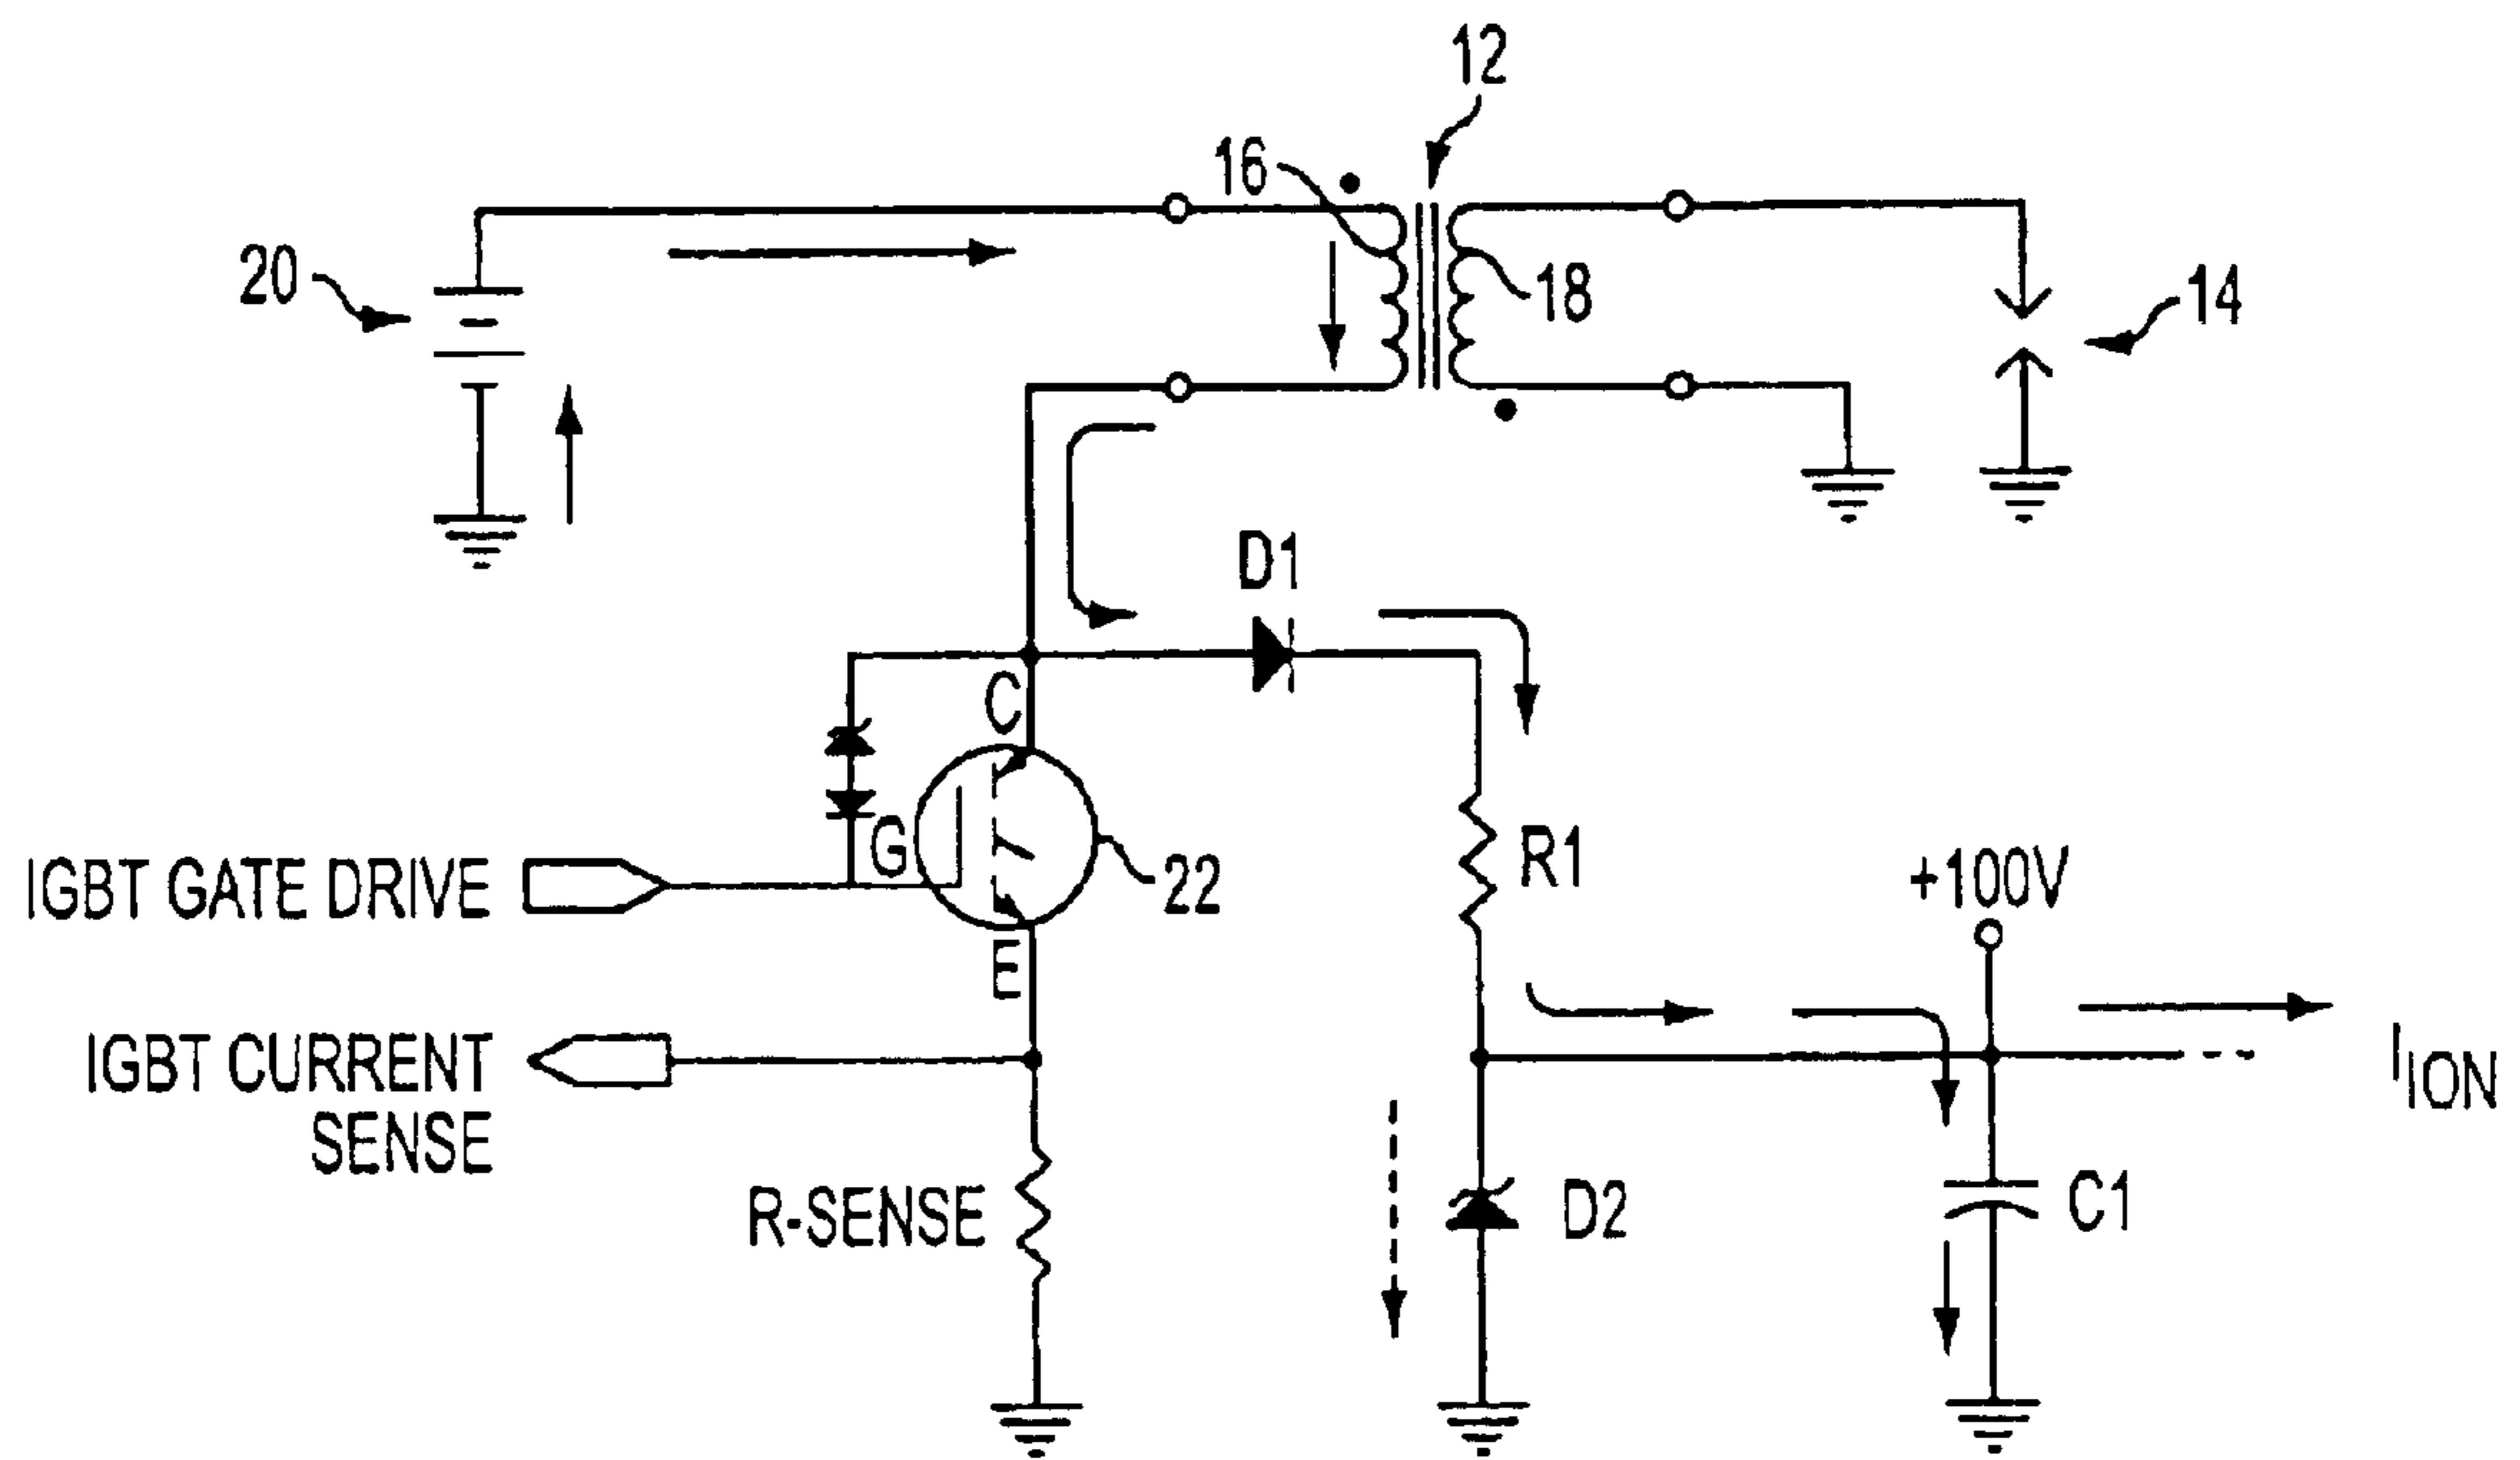 12
16
20
18
14
D1
C
G
22
R1
IGBT GATE DRIVE
+100V
E
IGBT CURRENT
SENSE
I ION
R-SENSE
D2
C1